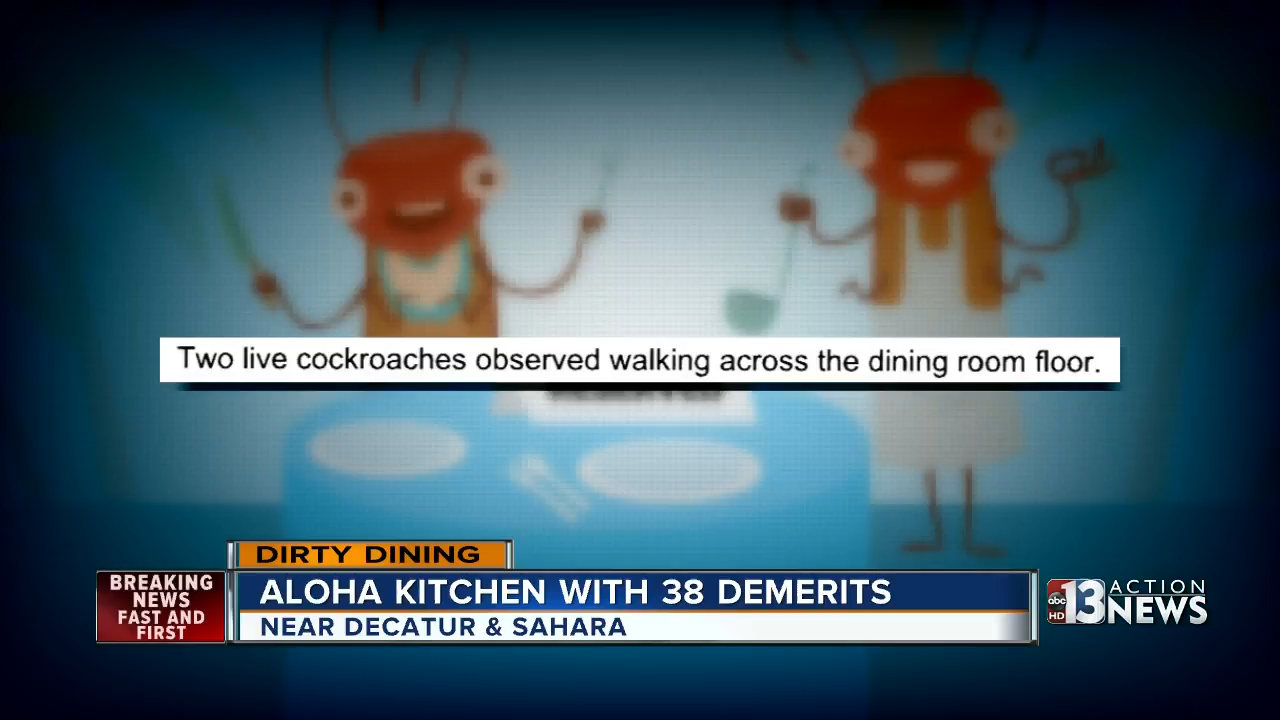 Two live cockroaches observed walking across the dining room floor.
DIRTY DINING
BREAKING
NEWS
FAST AND
FIRST
ALOHA KITCHEN WITH 38 DEMERITS
NEAR DECATUR & SAHARA
abc
HD
13
ACTION
NEWS